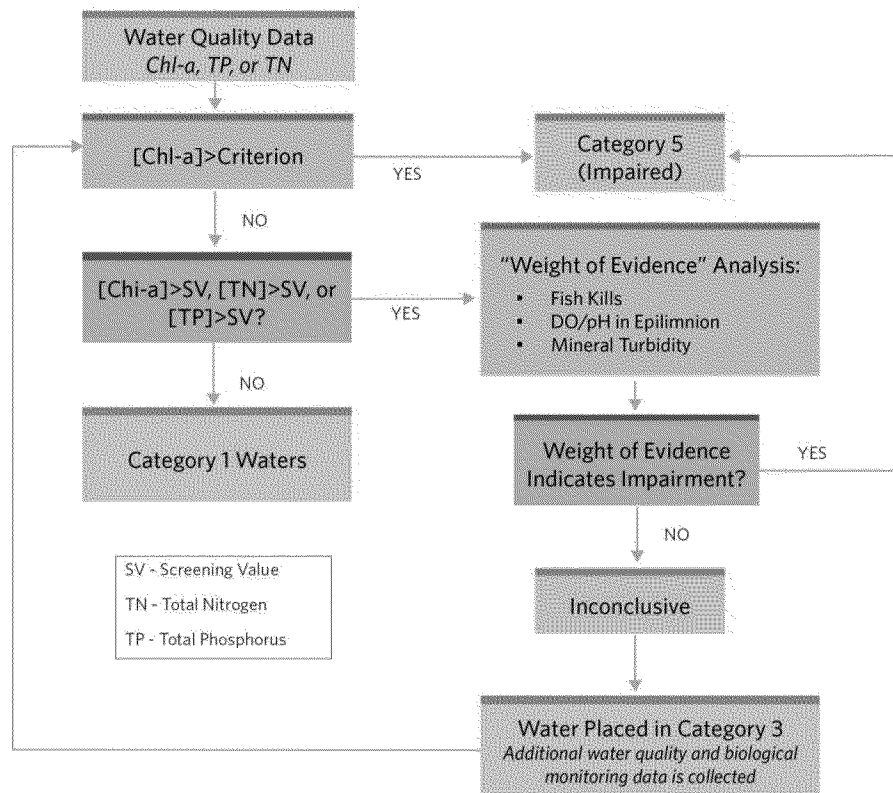 Water Quality Data
Chl-a, TP, or TN
[Chl-a]>Criterion
YES
Category 5
(Impaired)
NO
[Chi-a]>SV, [TN]>SV, or
[TP]>SV?
YES
"Weight of Evidence" Analysis:
▪ Fish Kills
▪ DO/pH in Epilimnion
▪ Mineral Turbidity
NO
Category 1 Waters
Weight of Evidence
Indicates Impairment?
YES
NO
SV - Screening Value
TN - Total Nitrogen
TP - Total Phosphorus
Inconclusive
Water Placed in Category 3
Additional water quality and biological
monitoring data is collected